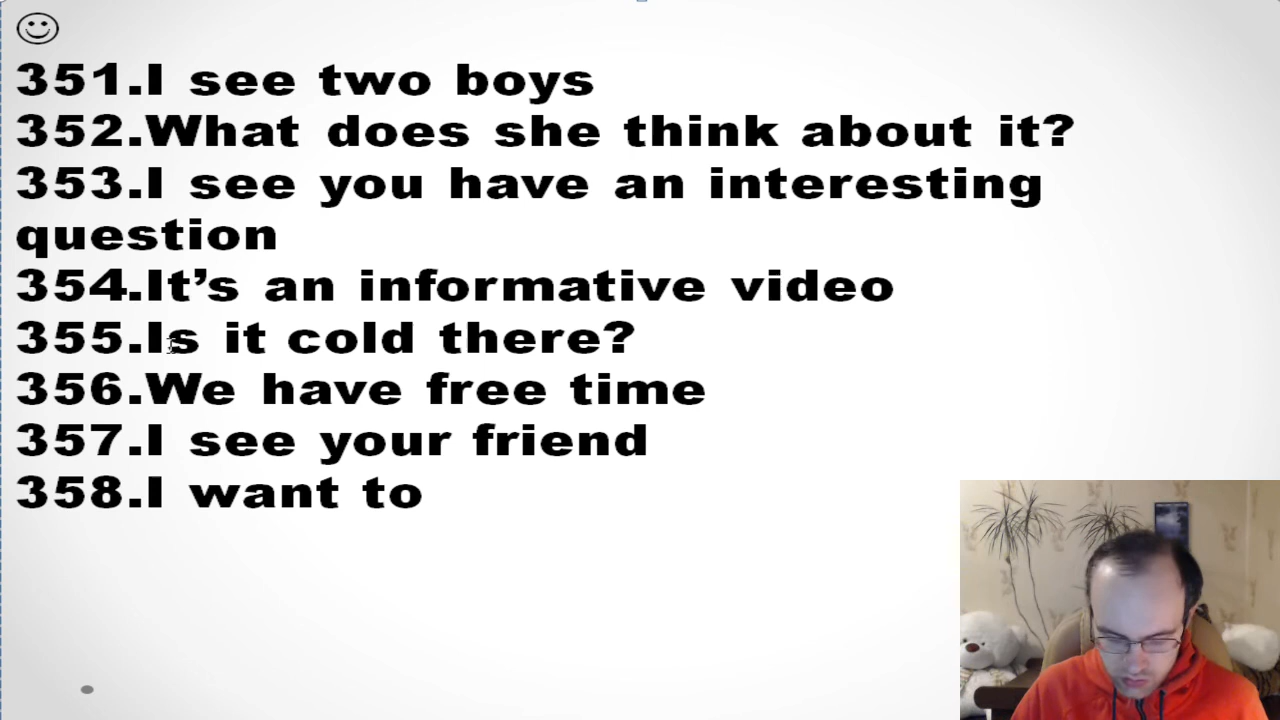 351.I see two boys
352.What does she think about it?
353.I see you have an interesting
question
354.It’s an informative video
355.Is it cold there?
356.We have free time
357.I see your friend
358.I want to